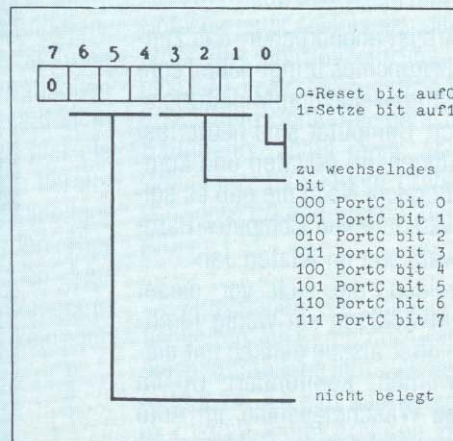 7 6 5 4 3 2 1 0
0
0=Reset bit auf0
1=Setze bit auf1
zu wechselndes
bit
000 PortC bit 0
001 PortC bit 1
010 PortC bit 2
011 PortC bit 3
100 PortC bit 4
101 PortC bit 5
110 PortC bit 6
111 PortC bit 7
nicht belegt